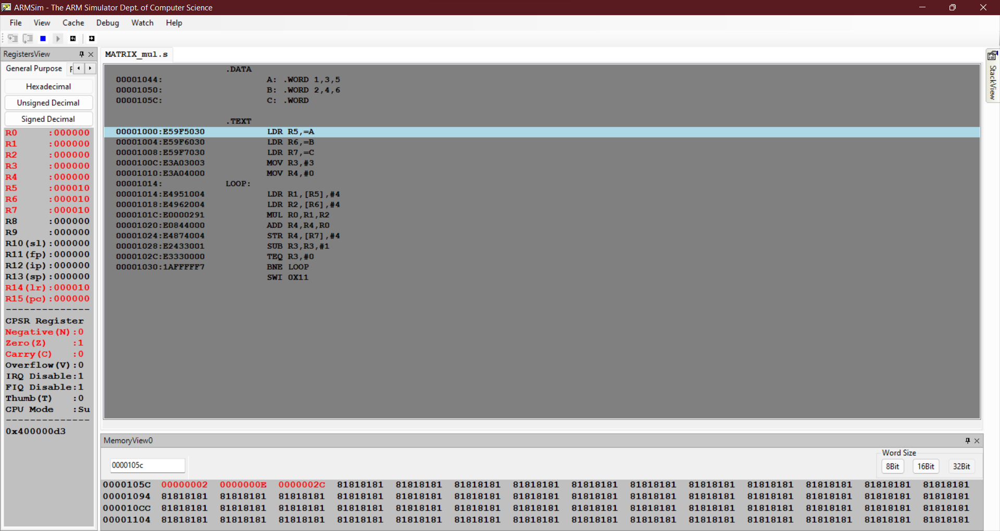 ARMSim - The ARM Simulator Dept. of Computer Science
File View Cache Debug Watch Help
RegistersView
General Purpose
Hexadecimal
Unsigned Decimal
Signed Decimal
R0 :000000
R1 :000000
R2 :000000
R3 :000000
R4 :000000
R5 :000010
R6 :000010
R7 :000010
R8 :000000
R9 :000000
R10(sl):000000
R11(fp):000000
R12(ip):000000
R13(sp):000000
R14(lr):000010
R15(pc):000000
---------------
CPSR Register
Negative(N):0
Zero(Z) :1
Carry(C) :0
Overflow(V):0
IRQ Disable:1
FIQ Disable:1
Thumb(T) :0
CPU Mode :Su
---------------
0x400000d3
MATRIX_mul.s
.DATA
00001044: A: .WORD 1,3,5
00001050: B: .WORD 2,4,6
0000105C: C: .WORD
.TEXT
00001000:E59F5030 LDR R5,=A
00001004:E59F6030 LDR R6,=B
00001008:E59F7030 LDR R7,=C
0000100C:E3A03003 MOV R3,#3
00001010:E3A04000 MOV R4,#0
00001014: LOOP:
00001014:E4951004 LDR R1,[R5],#4
00001018:E4962004 LDR R2,[R6],#4
0000101C:E0000291 MUL R0,R1,R2
00001020:E0844000 ADD R4,R4,R0
00001024:E4874004 STR R4,[R7],#4
00001028:E2433001 SUB R3,R3,#1
0000102C:E3330000 TEQ R3,#0
00001030:1AFFFFF7 BNE LOOP
SWI 0X11
StackView
MemoryView0
0000105c
Word Size
8Bit 16Bit 32Bit
0000105C 00000002 0000000E 0000002C 81818181 81818181 81818181 81818181 81818181 81818181 81818181 81818181 81818181 81818181 81818181
00001094 81818181 81818181 81818181 81818181 81818181 81818181 81818181 81818181 81818181 81818181 81818181 81818181 81818181 81818181
000010CC 81818181 81818181 81818181 81818181 81818181 81818181 81818181 81818181 81818181 81818181 81818181 81818181 81818181 81818181
00001104 81818181 81818181 81818181 81818181 81818181 81818181 81818181 81818181 81818181 81818181 81818181 81818181 81818181 81818181